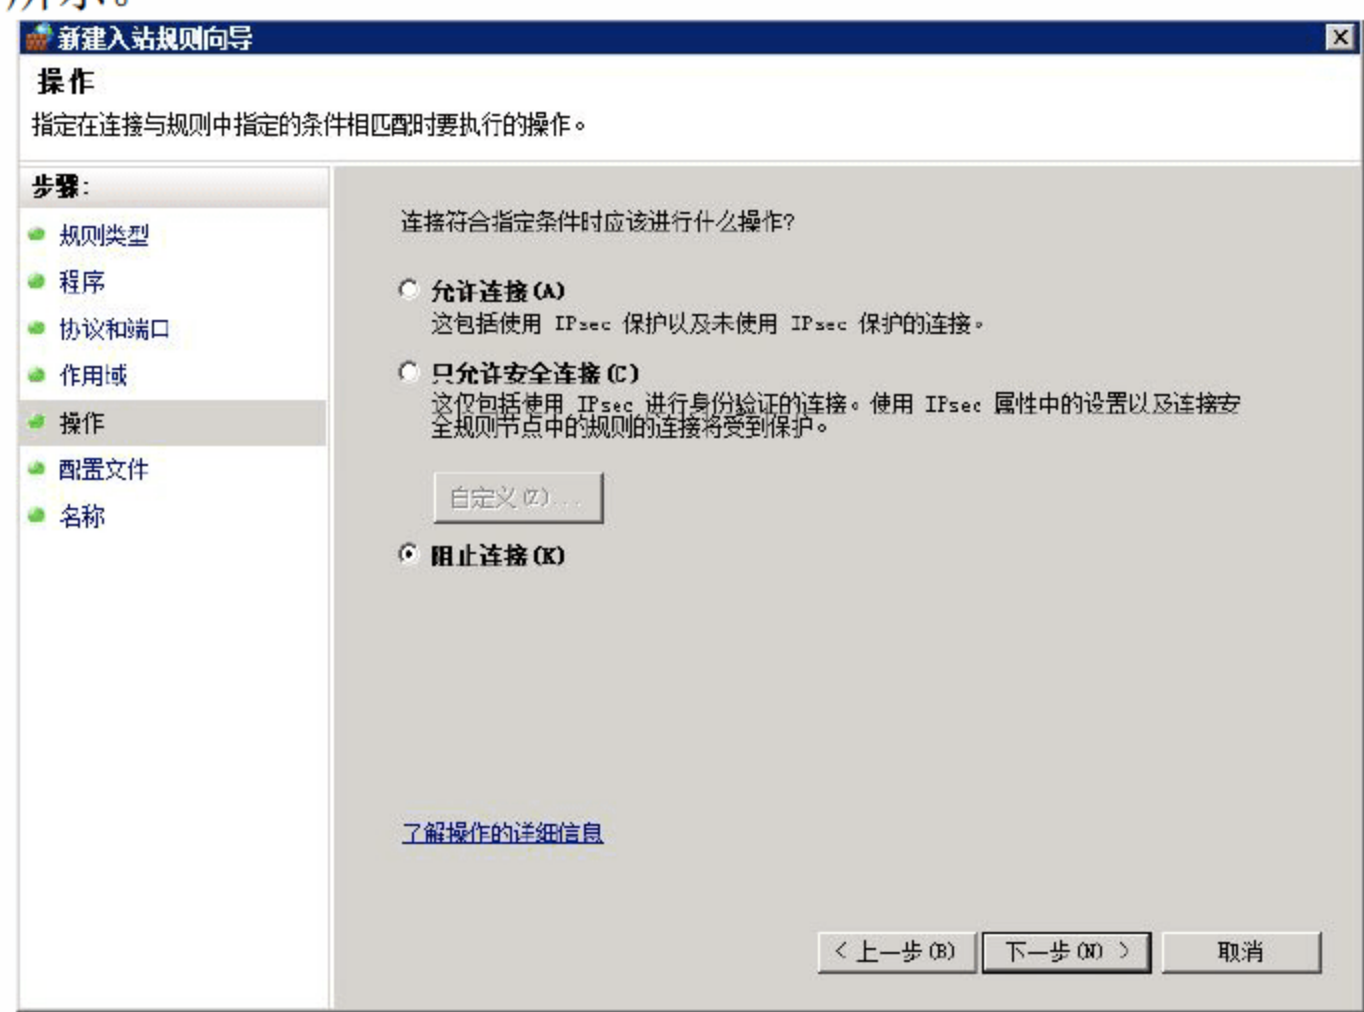 所示。
新建入站规则向导
操作
指定在连接与规则中指定的条件相匹配时要执行的操作。
步骤:
规则类型
程序
协议和端口
作用域
操作
配置文件
名称
连接符合指定条件时应该进行什么操作?
允许连接(A)
这包括使用 IPsec 保护以及未使用 IPsec 保护的连接。
只允许安全连接(C)
这仅包括使用 IPsec 进行身份验证的连接。使用 IPsec 属性中的设置以及连接安
全规则节点中的规则的连接将受到保护。
自定义(Z)...
阻止连接(K)
了解操作的详细信息
< 上一步(B)
下一步(N) >
取消